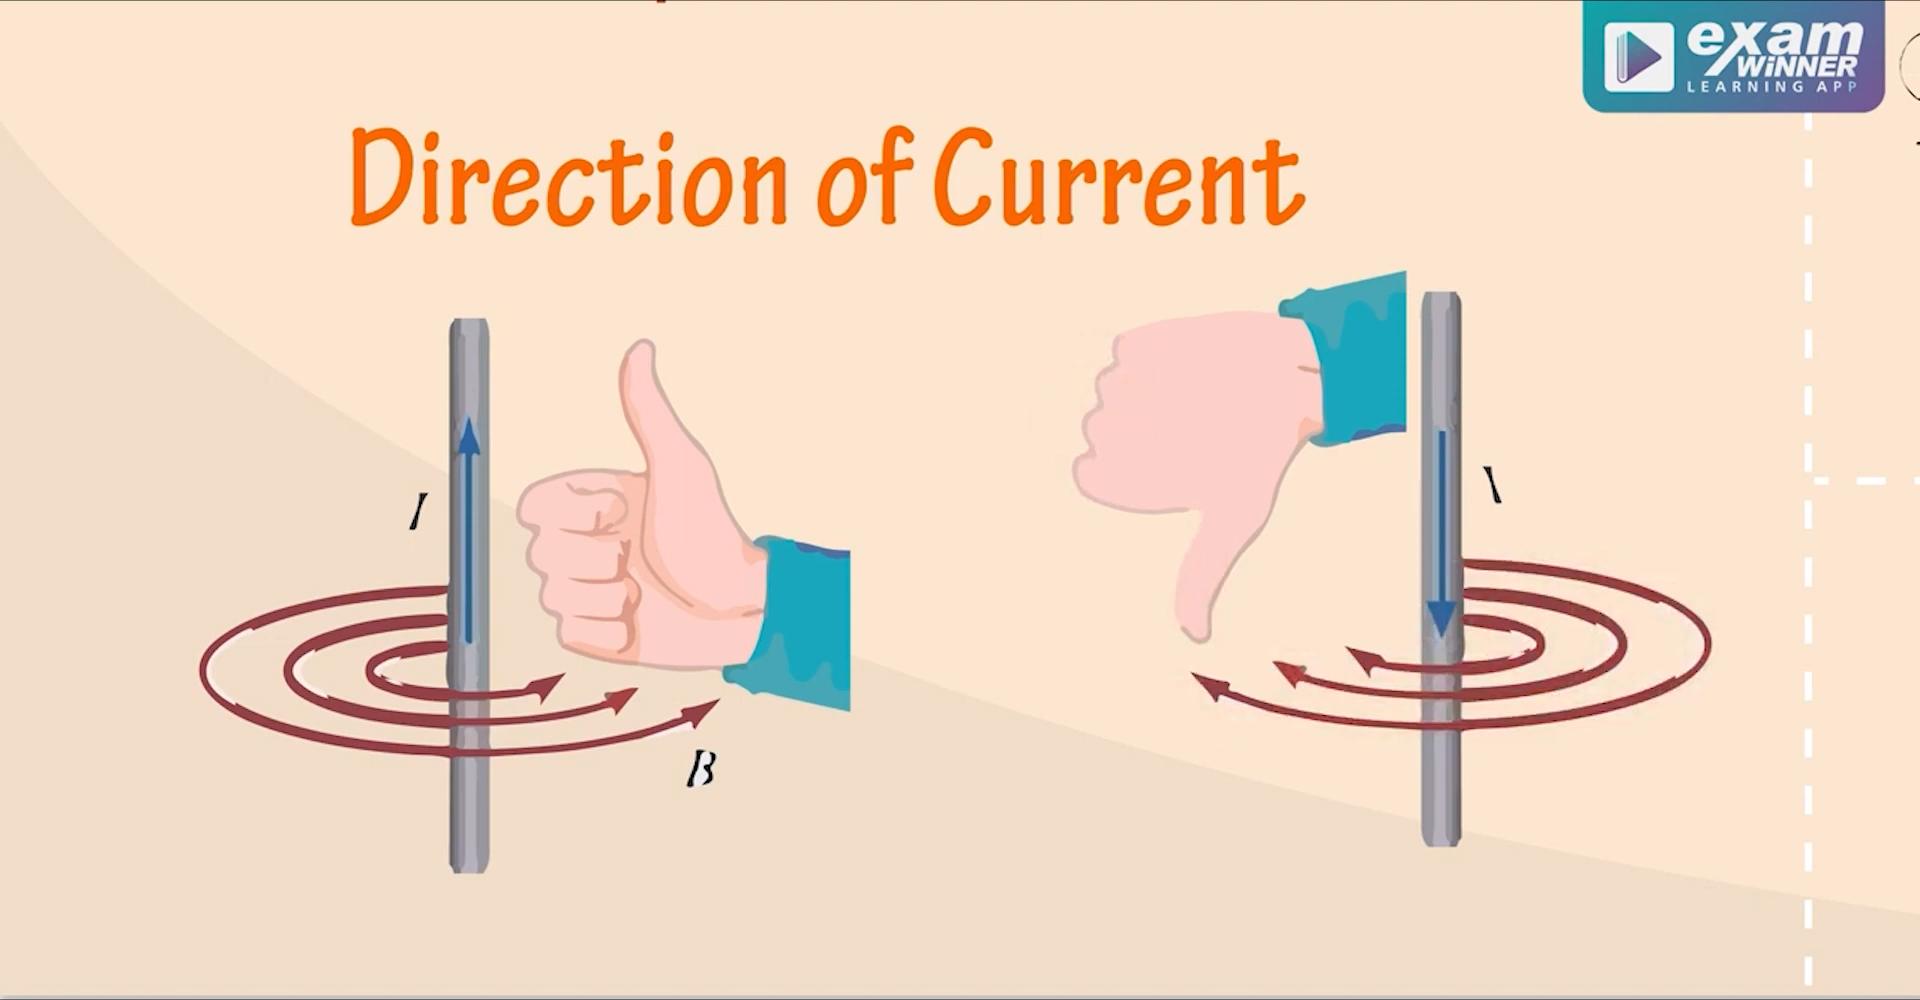 exam
WiNNER
LEARNING APP
Direction of Current
I
I
B